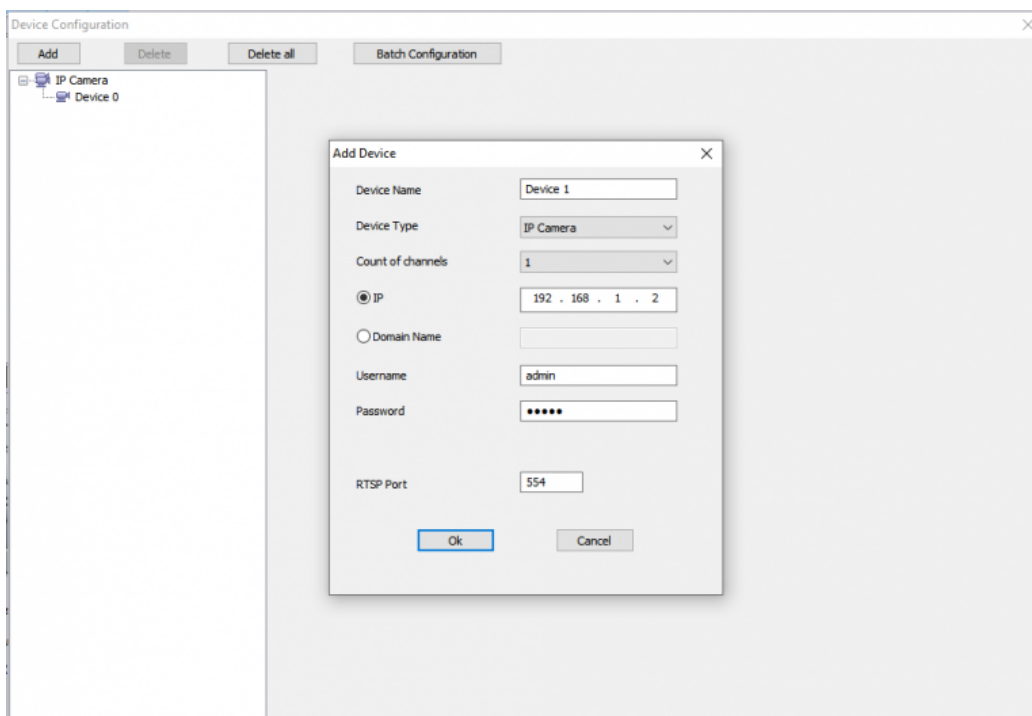 Device Configuration
Add Delete Delete all Batch Configuration
IP Camera
Device 0
Add Device
Device Name Device 1
Device Type IP Camera
Count of channels 1
IP 192 . 168 . 1 . 2
Domain Name
Username admin
Password •••••
RTSP Port 554
Ok Cancel